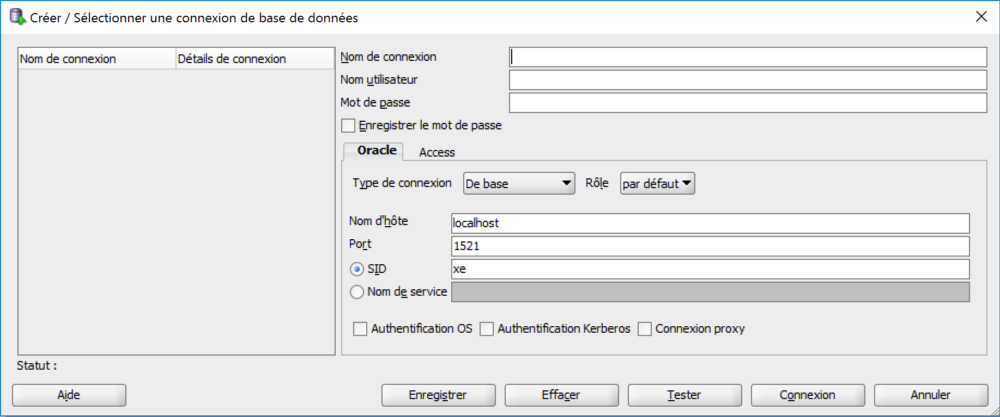 Créer / Sélectionner une connexion de base de données
Nom de connexion Détails de connexion
Nom de connexion
Nom utilisateur
Mot de passe
Enregistrer le mot de passe
Oracle Access
Type de connexion De base Rôle par défaut
Nom d'hôte localhost
Port 1521
SID xe
Nom de service
Authentification OS Authentification Kerberos Connexion proxy
Statut :
Aide Enregistrer Effacer Tester Connexion Annuler